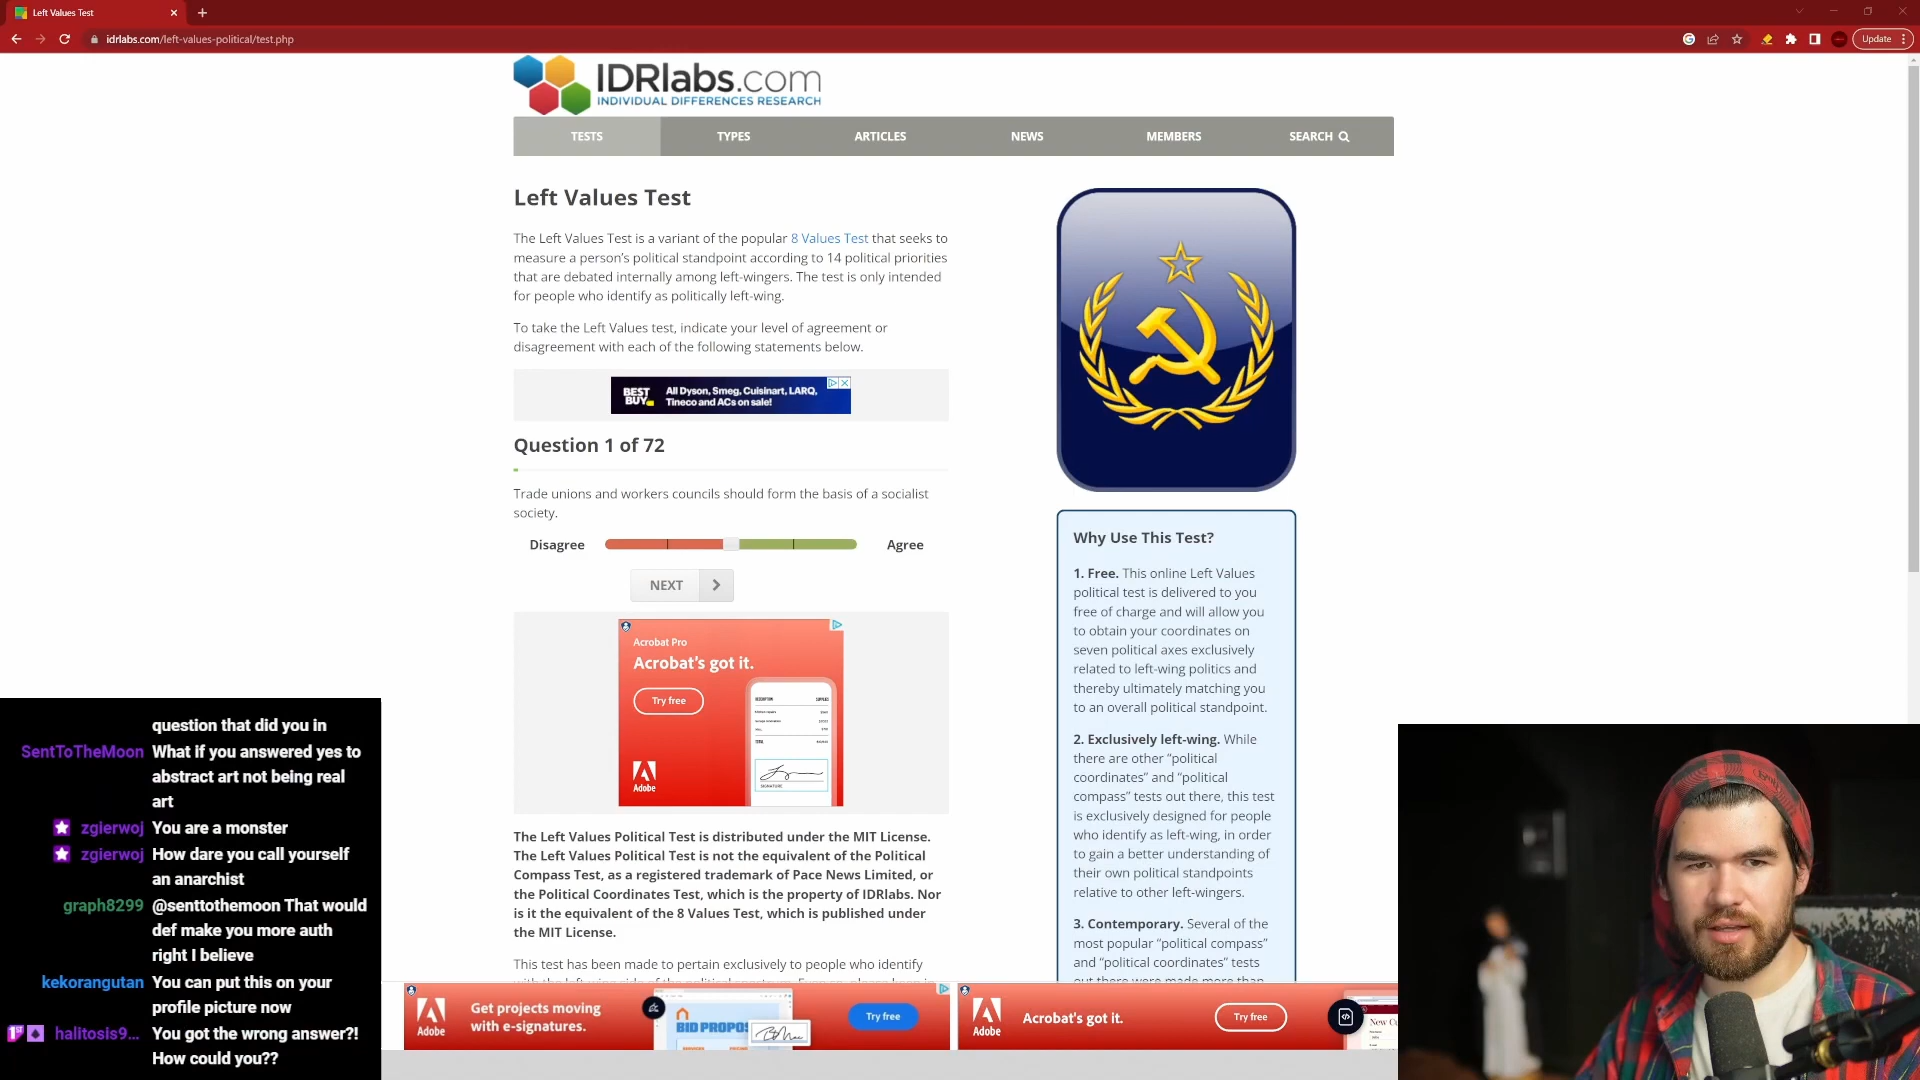 Left Values Test
idrlabs.com/left-values-political/test.php
Update
IDRlabs.com
INDIVIDUAL DIFFERENCES RESEARCH
TESTS
TYPES
ARTICLES
NEWS
MEMBERS
SEARCH
Left Values Test
The Left Values Test is a variant of the popular 8 Values Test that seeks to
measure a person's political standpoint according to 14 political priorities
that are debated internally among left-wingers. The test is only intended
for people who identify as politically left-wing.
To take the Left Values test, indicate your level of agreement or
disagreement with each of the following statements below.
BEST
BUY
All Dyson, Smeg, Cuisinart, LARQ,
Tineco and ACs on sale!
Question 1 of 72
Trade unions and workers councils should form the basis of a socialist
society.
Disagree
Agree
NEXT
Acrobat Pro
Acrobat's got it.
Try free
Adobe
SIGNATURE
The Left Values Political Test is distributed under the MIT License.
The Left Values Political Test is not the equivalent of the Political
Compass Test, as a registered trademark of Pace News Limited, or
the Political Coordinates Test, which is the property of IDRlabs. Nor
is it the equivalent of the 8 Values Test, which is published under
the MIT License.
This test has been made to pertain exclusively to people who identify
Why Use This Test?
1. Free. This online Left Values
political test is delivered to you
free of charge and will allow you
to obtain your coordinates on
seven political axes exclusively
related to left-wing politics and
thereby ultimately matching you
to an overall political standpoint.
2. Exclusively left-wing. While
there are other "political
coordinates" and "political
compass" tests out there, this test
is exclusively designed for people
who identify as left-wing, in order
to gain a better understanding of
their own political standpoints
relative to other left-wingers.
3. Contemporary. Several of the
most popular "political compass"
and "political coordinates" tests
out there were made more than
question that did you in
SentToTheMoon What if you answered yes to
abstract art not being real
art
zgierwoj You are a monster
zgierwoj How dare you call yourself
an anarchist
graph8299 @senttothemoon That would
def make you more auth
right I believe
kekorangutan You can put this on your
profile picture now
1st halitosis9... You got the wrong answer?!
How could you??
Adobe
Get projects moving
with e-signatures.
BID PROPOS
Try free
Adobe
Acrobat's got it.
Try free